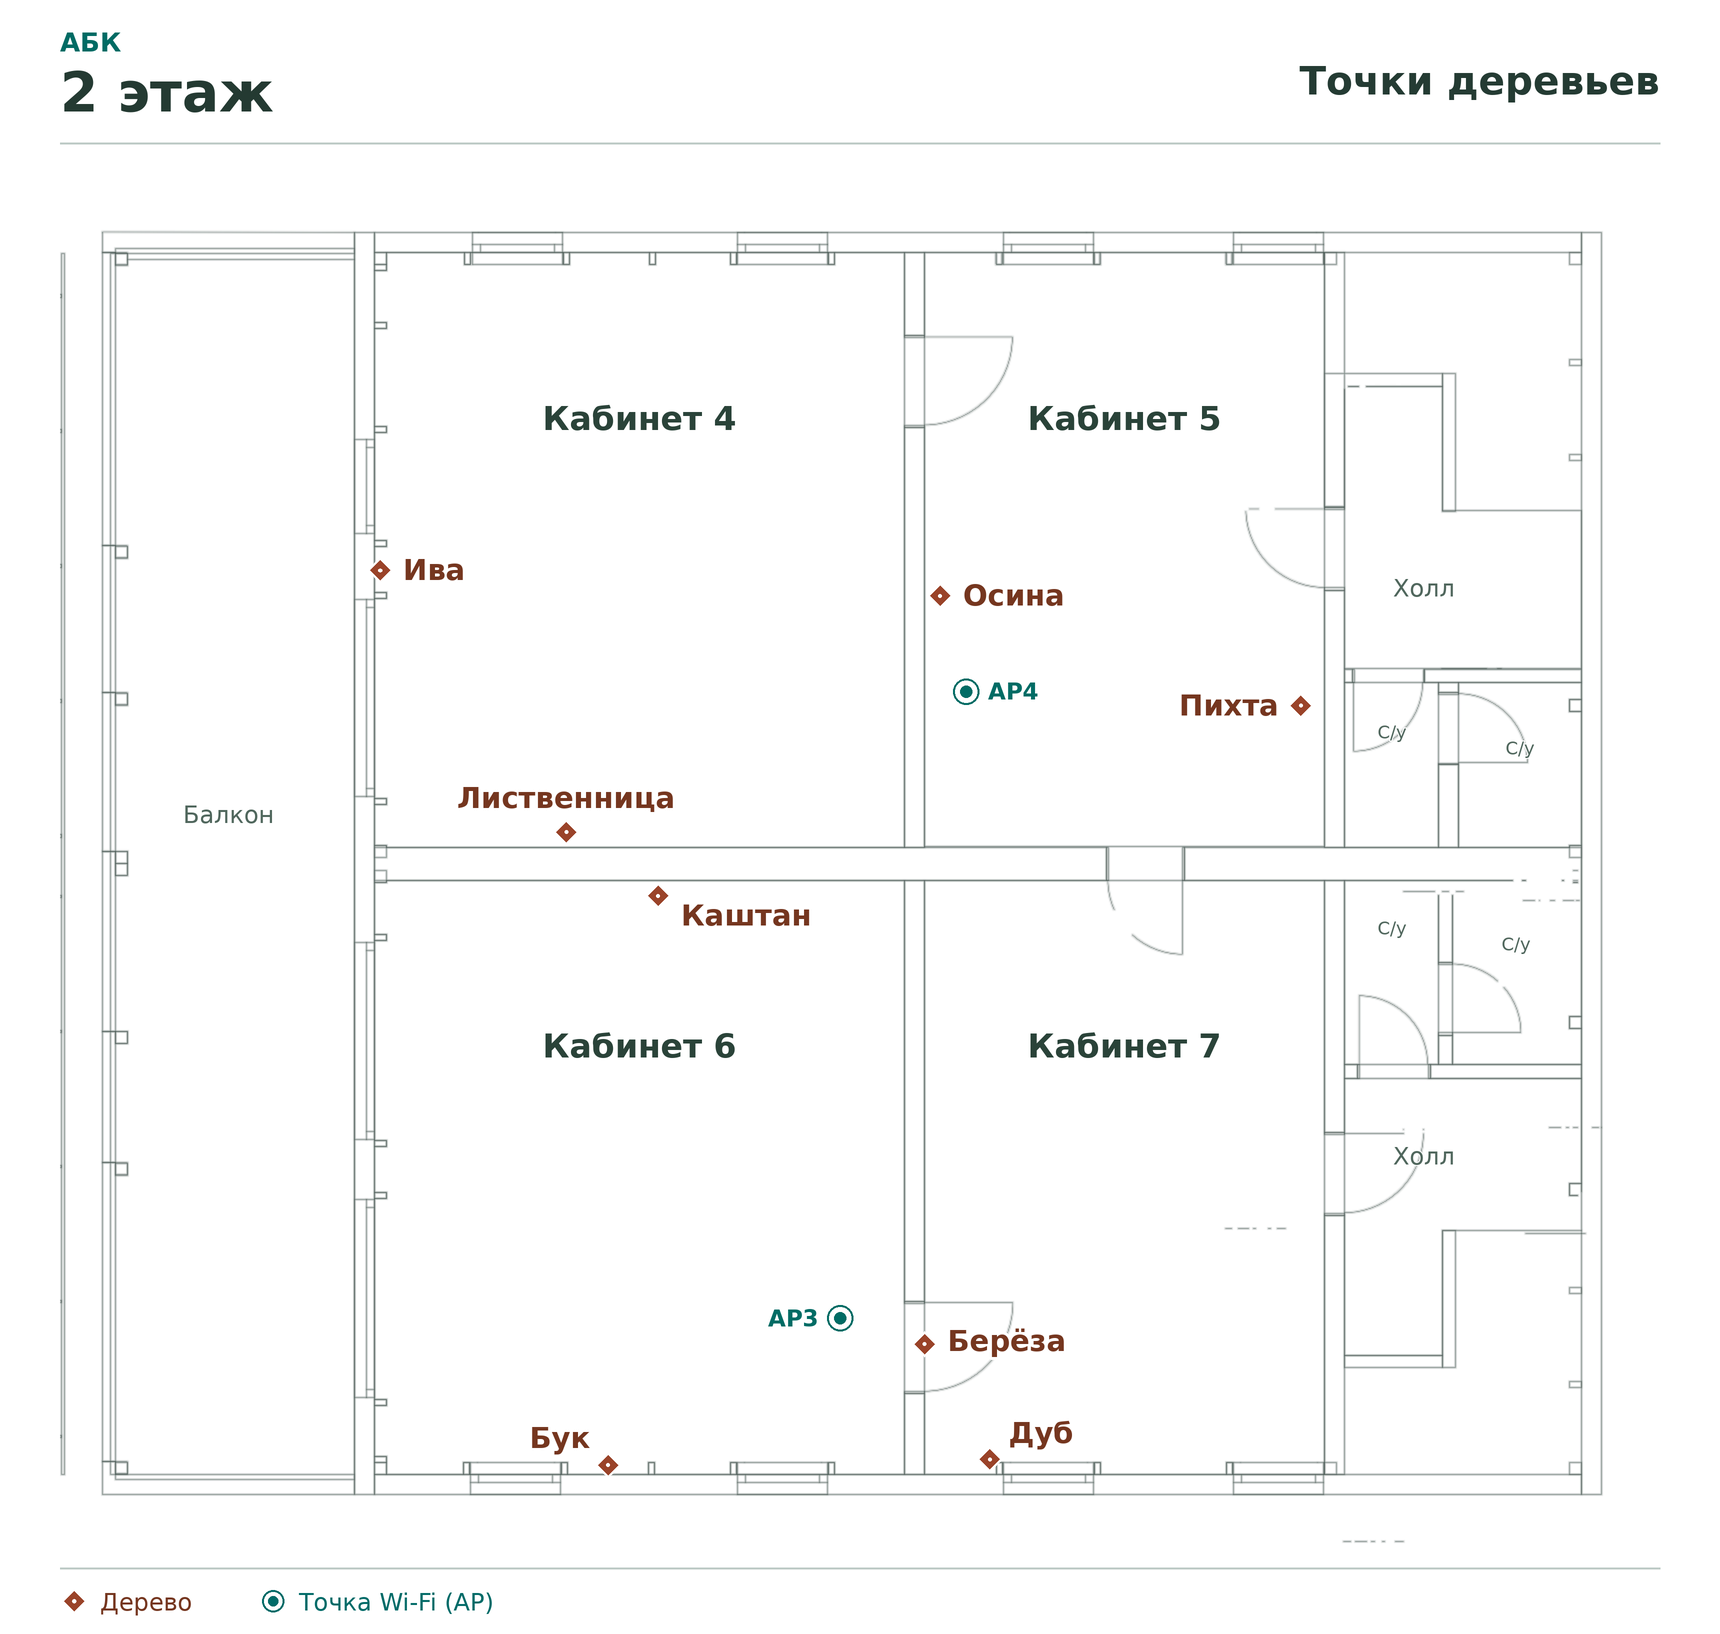 АБК
2 этаж
Точки деревьев
Кабинет 4
Кабинет 5
Ива
Осина
Холл
AP4
Пихта
С/у
С/у
Лиственница
Балкон
Каштан
С/у
С/у
Кабинет 6
Кабинет 7
Холл
AP3
Берёза
Бук
Дуб
Дерево
Точка Wi-Fi (AP)